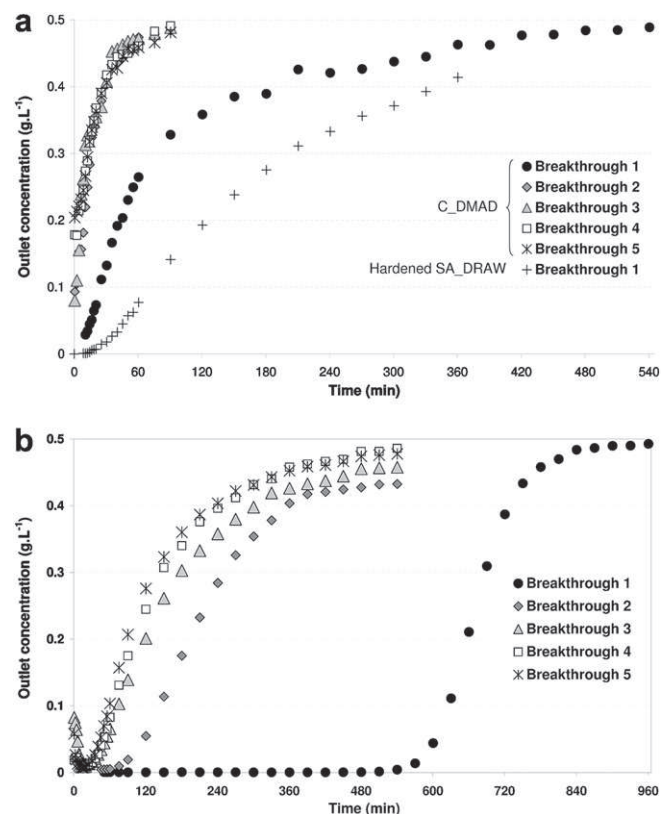 a
0.5
0.4
0.3
0.2
0.1
0
Outlet concentration (g.L-1)
Breakthrough 1
Breakthrough 2
C_DMAD
Breakthrough 3
Breakthrough 4
Breakthrough 5
Hardened SA_DRAW
Breakthrough 1
0 60 120 180 240 300 360 420 480 540
Time (min)
b
0.5
0.4
0.3
0.2
0.1
0
Outlet concentration (g.L-1)
Breakthrough 1
Breakthrough 2
Breakthrough 3
Breakthrough 4
Breakthrough 5
0 120 240 360 480 600 720 840 960
Time (min)